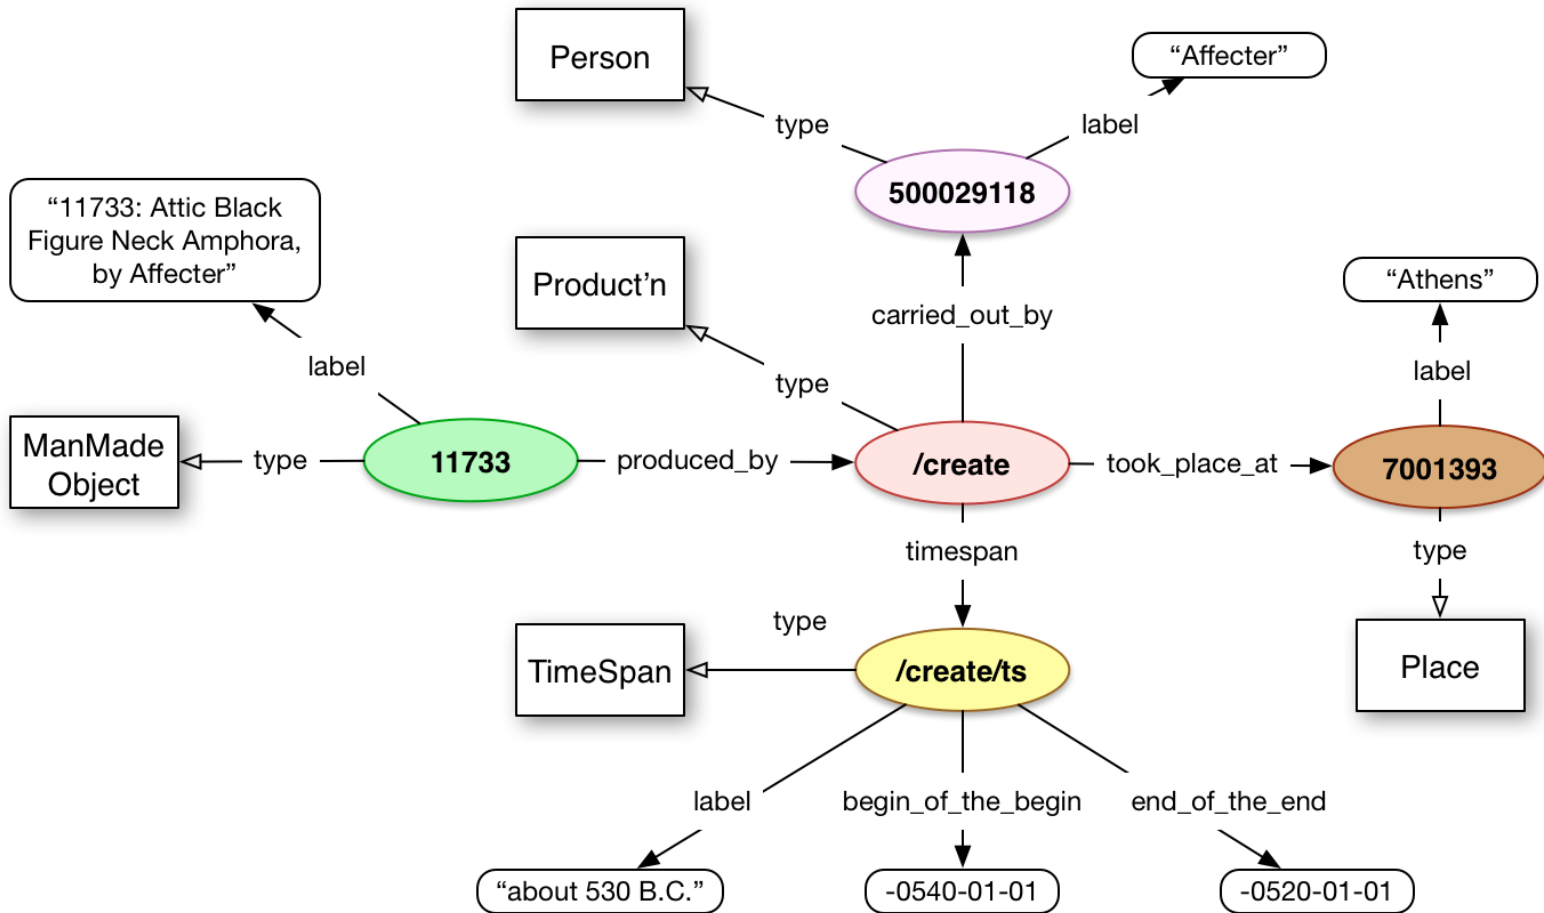 Person
“Affecter”
type
label
500029118
“11733: Attic Black
Figure Neck Amphora,
by Affecter”
Product’n
“Athens”
carried_out_by
label
label
type
ManMade
Object
type
11733
produced_by
/create
took_place_at
7001393
timespan
type
type
TimeSpan
/create/ts
Place
label
begin_of_the_begin
end_of_the_end
“about 530 B.C.”
-0540-01-01
-0520-01-01